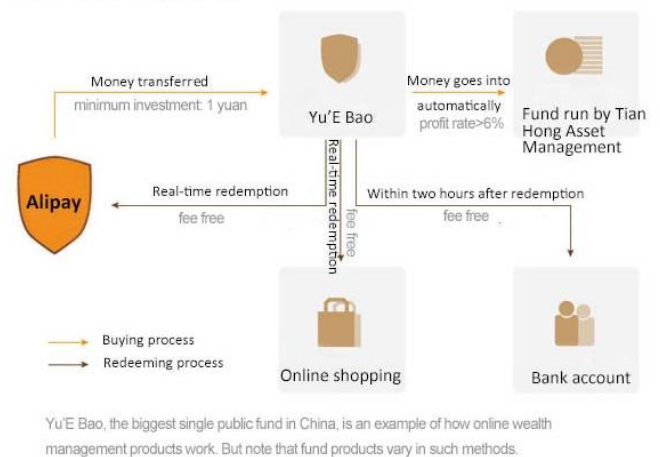 Money transferred
minimum investment: 1 yuan
Yu'E Bao
Money goes into
automatically
profit rate>6%
Fund run by Tian
Hong Asset
Management
Alipay
Real-time redemption
fee free
Real-time redemption
fee free
Within two hours after redemption
fee free
Online shopping
Bank account
Buying process
Redeeming process
Yu'E Bao, the biggest single public fund in China, is an example of how online wealth
management products work. But note that fund products vary in such methods.